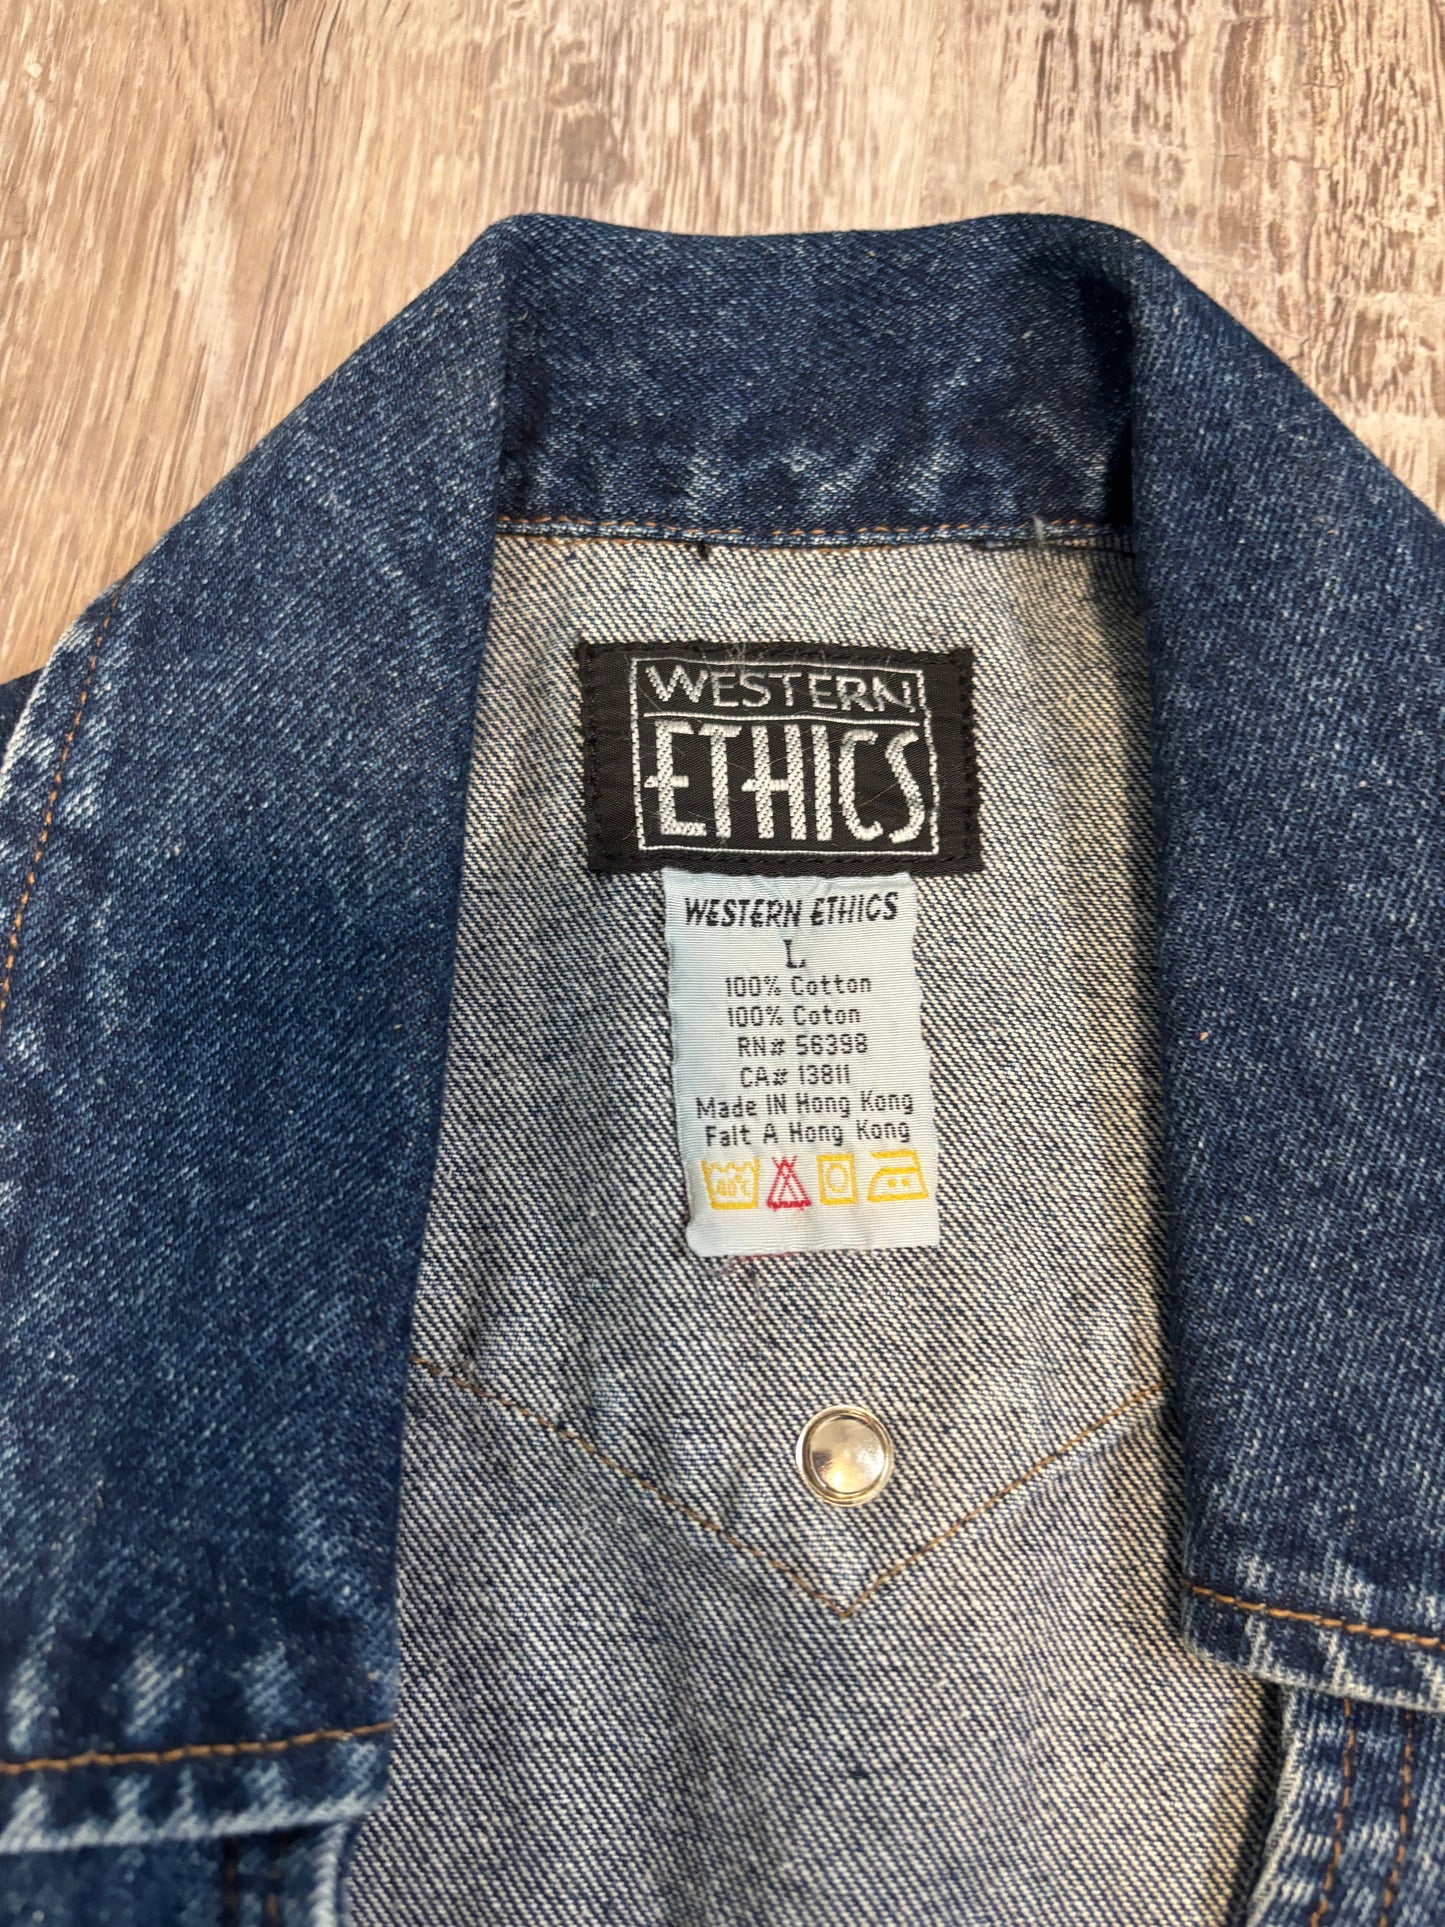 WESTERN
ETHICS
WESTERN ETHICS
L
100% Cotton
100% Coton
RN# 56398
CA# 13811
Made IN Hong Kong
Fait A Hong Kong
40°C